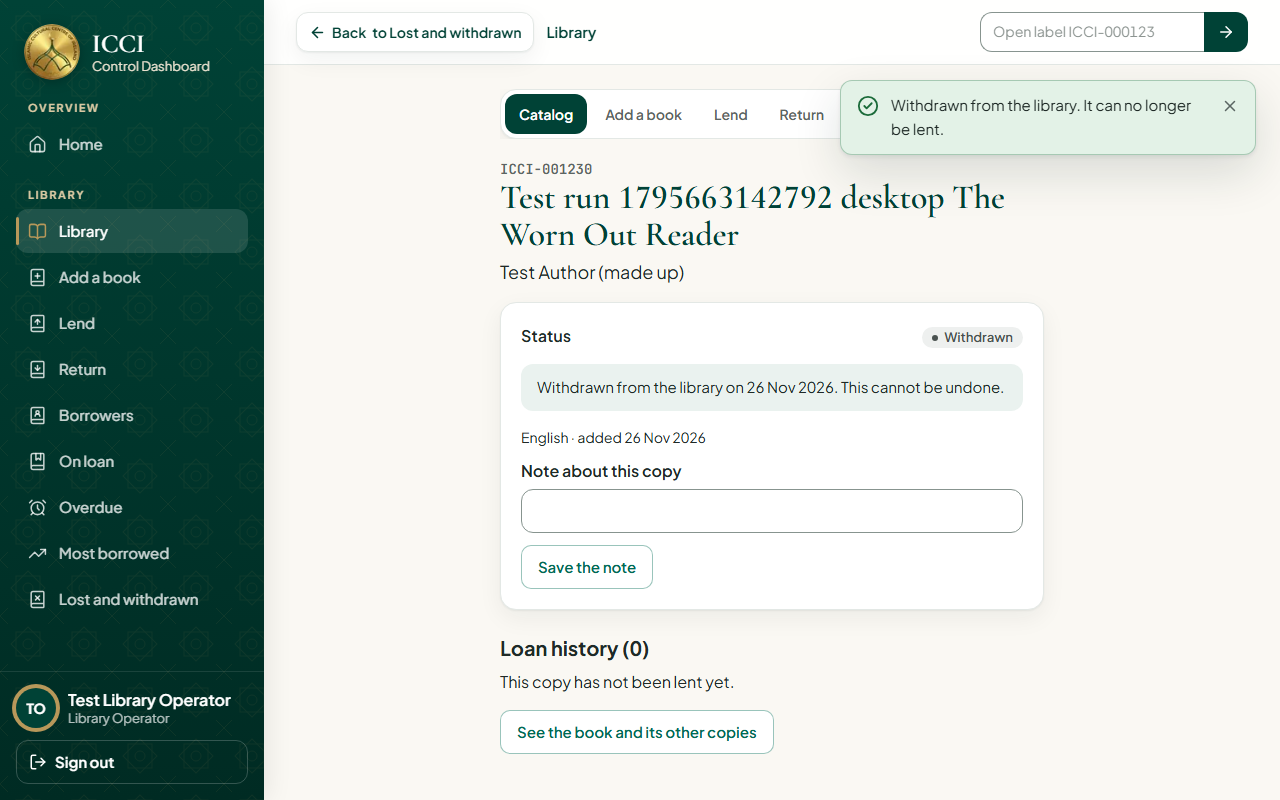 ICCI
Control Dashboard
OVERVIEW
Home
LIBRARY
Library
Add a book
Lend
Return
Borrowers
On loan
Overdue
Most borrowed
Lost and withdrawn
TO
Test Library Operator
Library Operator
Sign out
Back to Lost and withdrawn
Library
Open label ICCI-000123
Catalog
Add a book
Lend
Return
Withdrawn from the library. It can no longer
be lent.
ICCI-001230
Test run 1795663142792 desktop The
Worn Out Reader
Test Author (made up)
Status
Withdrawn
Withdrawn from the library on 26 Nov 2026. This cannot be undone.
English · added 26 Nov 2026
Note about this copy
Save the note
Loan history (0)
This copy has not been lent yet.
See the book and its other copies